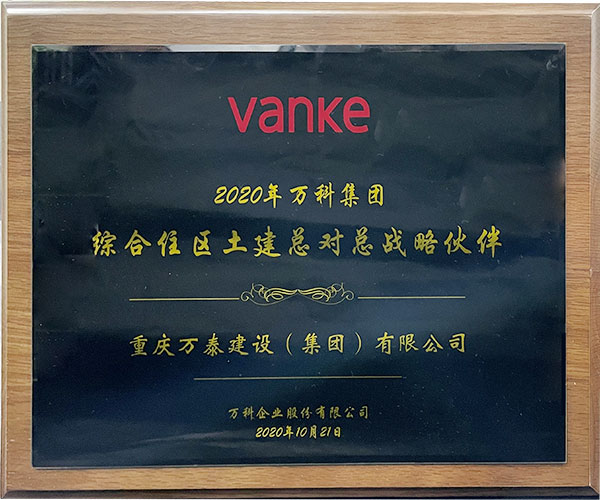 vanke
2020年万科集团
综合住区土建总对总战略伙伴
重庆万泰建设（集团）有限公司
万科企业股份有限公司
2020年10月21日